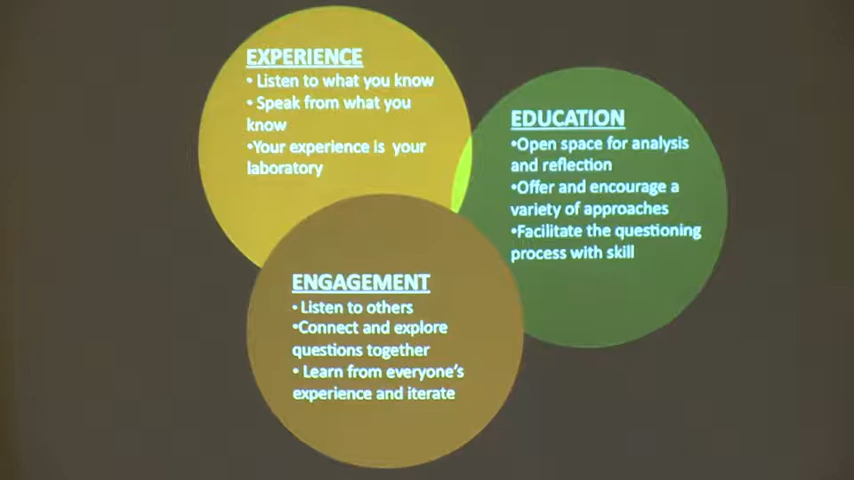 EXPERIENCE
• Listen to what you know
• Speak from what you
know
•Your experience is your
laboratory
EDUCATION
•Open space for analysis
and reflection
•Offer and encourage a
variety of approaches
•Facilitate the questioning
process with skill
ENGAGEMENT
• Listen to others
•Connect and explore
questions together
• Learn from everyone's
experience and iterate